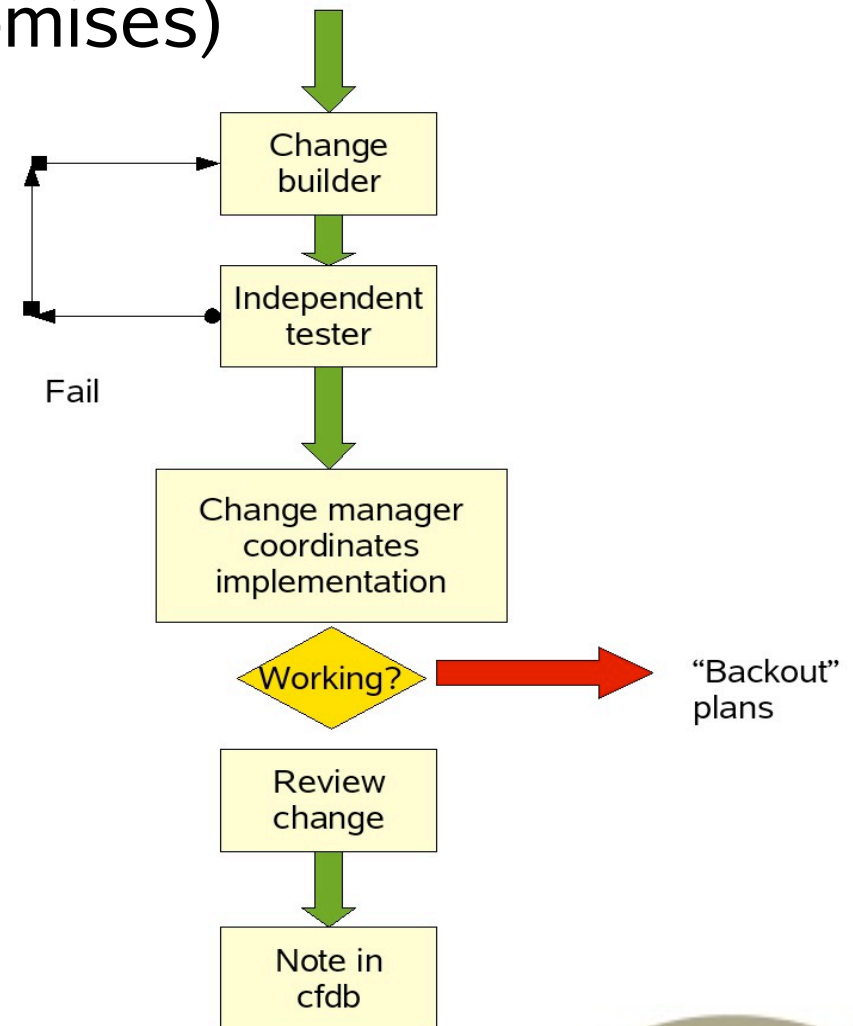 mises)
Change
builder
Independent
tester
Fail
Change manager
coordinates
implementation
Working?
“Backout”
plans
Review
change
Note in
cfdb